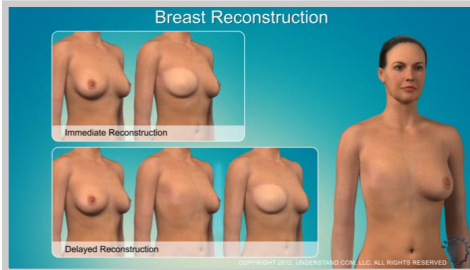 Breast Reconstruction
Immediate Reconstruction
Delayed Reconstruction
COPYRIGHT 2012, UNDERSTAND.COM, LLC. ALL RIGHTS RESERVED